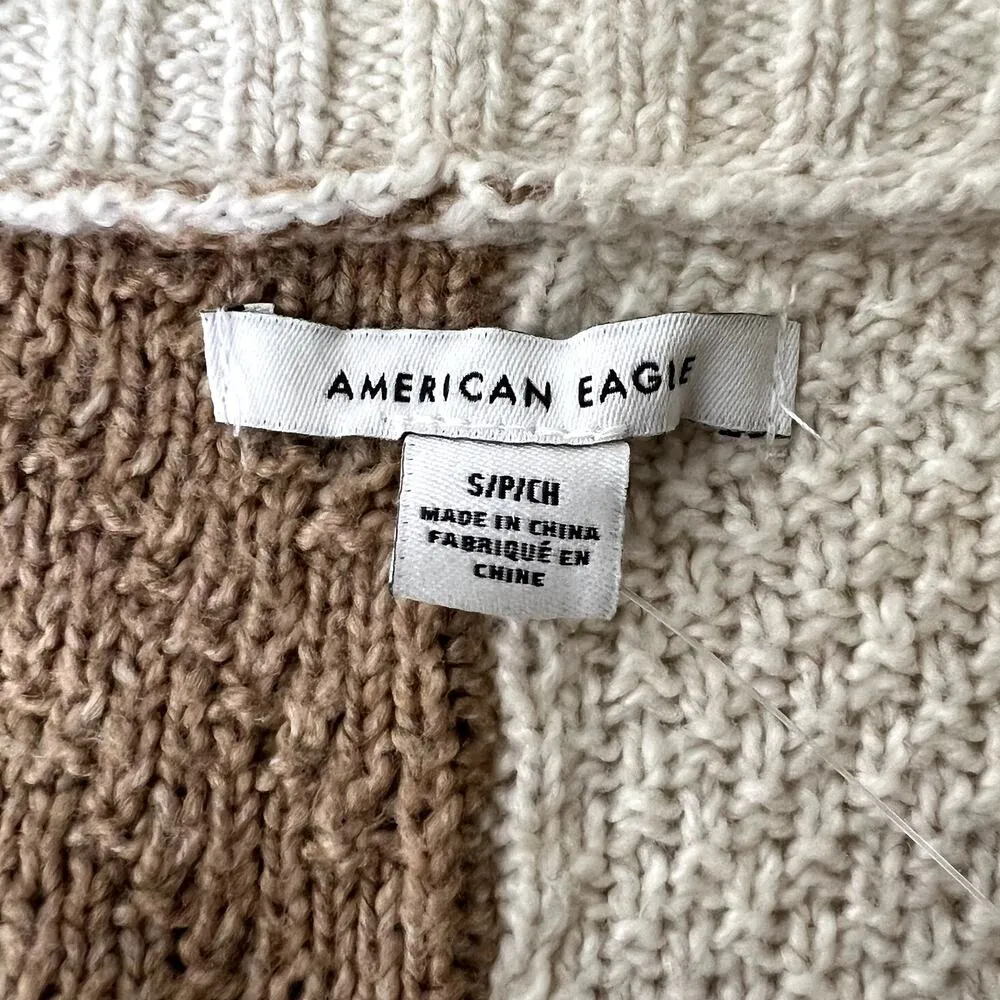 AMERICAN EAGLE
S/P/CH
MADE IN CHINA
FABRIQUÉ EN
CHINE